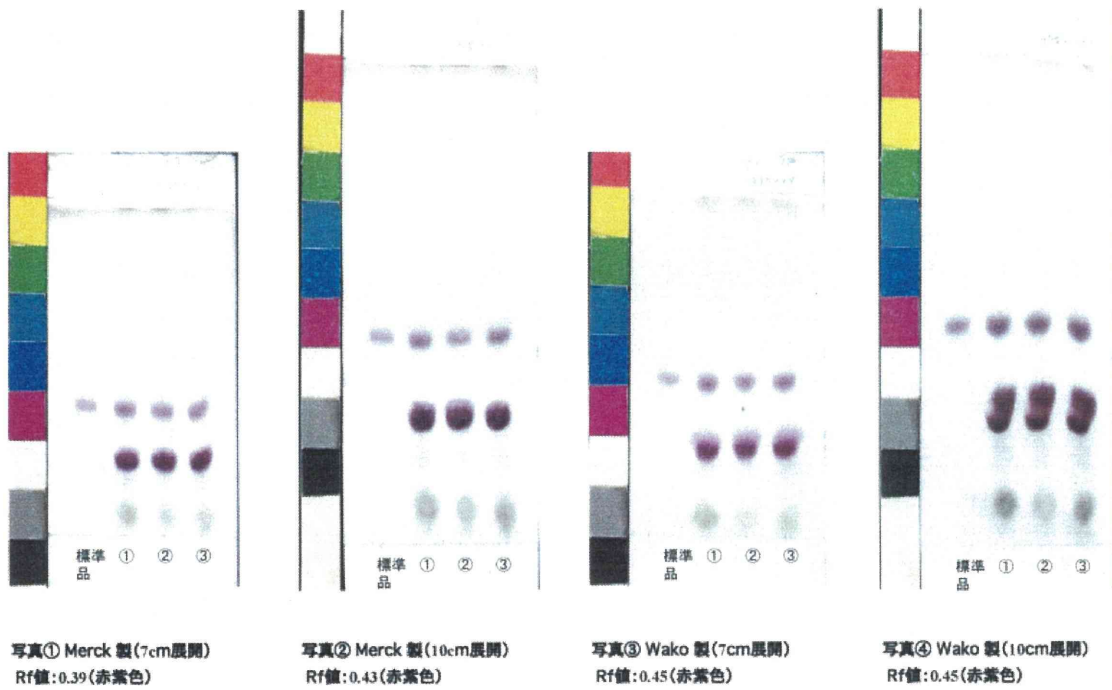 標準品 ① ② ③
標準品 ① ② ③
標準品 ① ② ③
標準品 ① ② ③
写真① Merck 製(7cm展開)
Rf値:0.39(赤紫色)
写真② Merck 製(10cm展開)
Rf値:0.43(赤紫色)
写真③ Wako 製(7cm展開)
Rf値:0.45(赤紫色)
写真④ Wako 製(10cm展開)
Rf値:0.45(赤紫色)